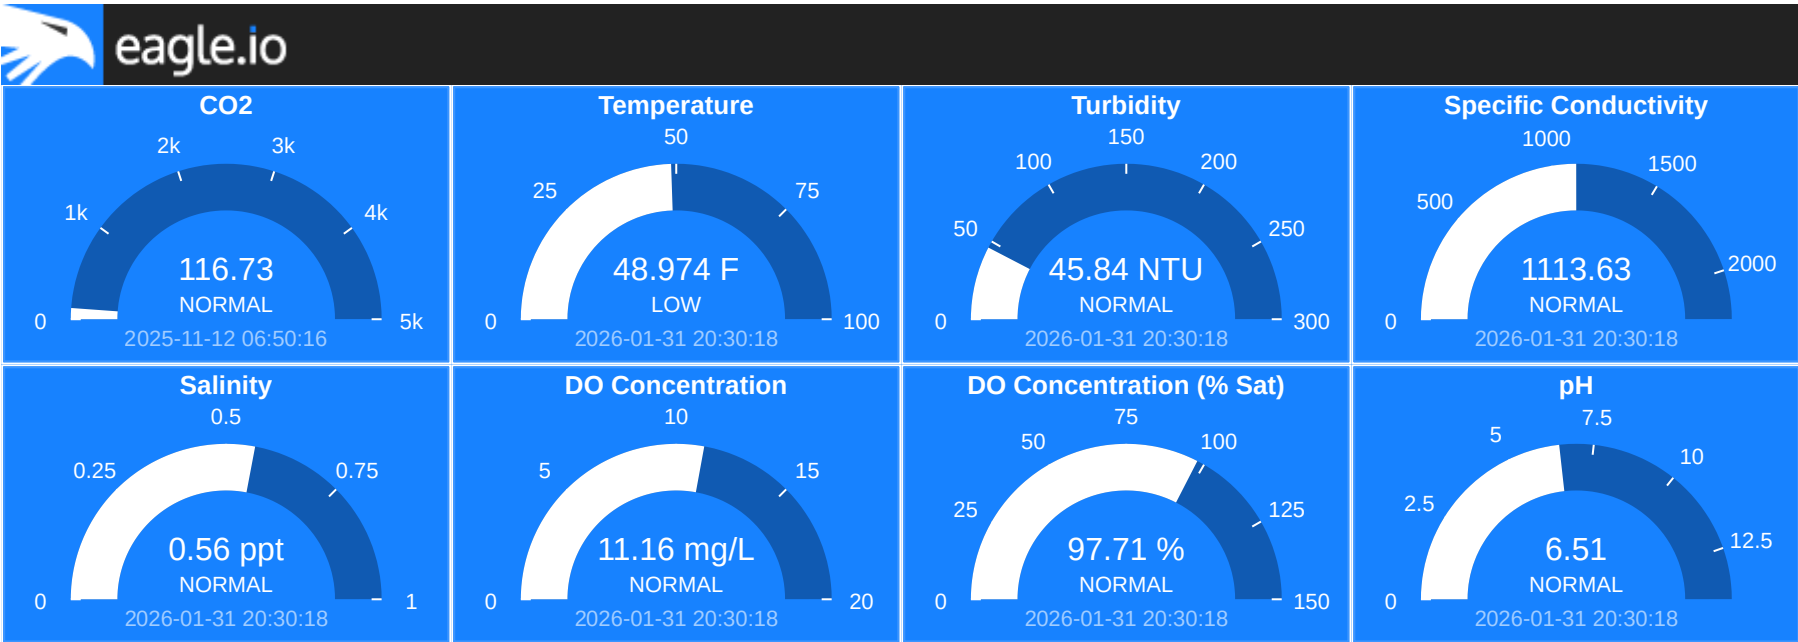 eagle.io
CO2
0
1k
2k
3k
4k
5k
116.73
NORMAL
2025-11-12 06:50:16
Temperature
0
25
50
75
100
48.974 F
LOW
2026-01-31 20:30:18
Turbidity
0
50
100
150
200
250
300
45.84 NTU
NORMAL
2026-01-31 20:30:18
Specific Conductivity
0
500
1000
1500
2000
1113.63
NORMAL
2026-01-31 20:30:18
Salinity
0
0.25
0.5
0.75
1
0.56 ppt
NORMAL
2026-01-31 20:30:18
DO Concentration
0
5
10
15
20
11.16 mg/L
NORMAL
2026-01-31 20:30:18
DO Concentration (% Sat)
0
25
50
75
100
125
150
97.71 %
NORMAL
2026-01-31 20:30:18
pH
0
2.5
5
7.5
10
12.5
6.51
NORMAL
2026-01-31 20:30:18